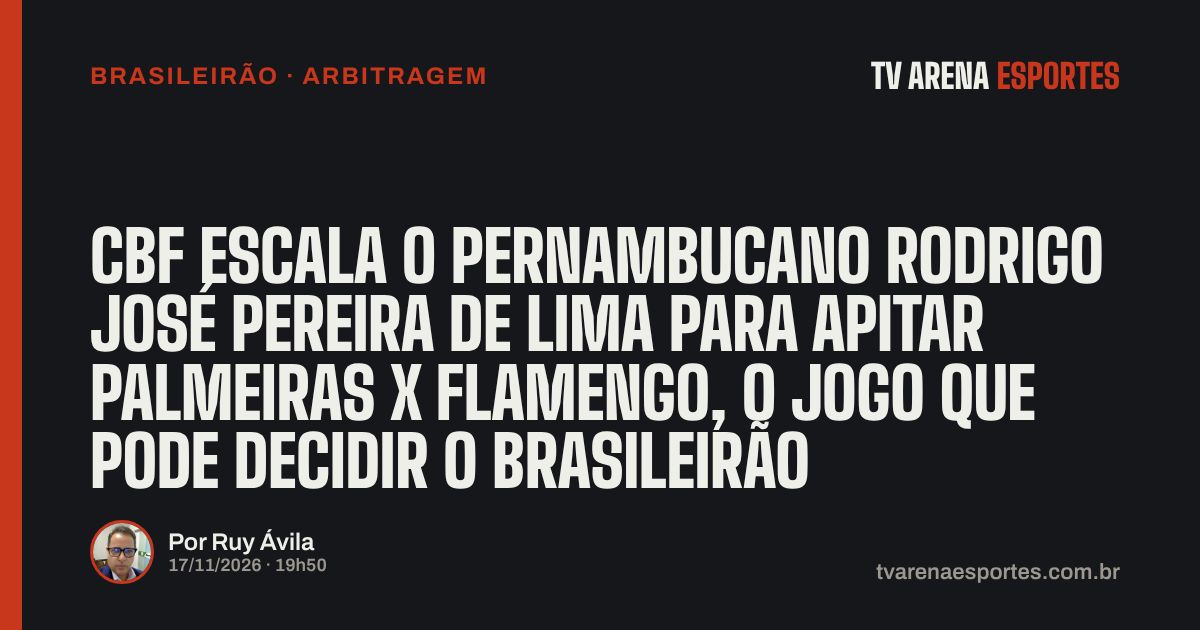 BRASILEIRÃO · ARBITRAGEM
TV ARENA ESPORTES
CBF ESCALA O PERNAMBUCANO RODRIGO
JOSÉ PEREIRA DE LIMA PARA APITAR
PALMEIRAS X FLAMENGO, O JOGO QUE
PODE DECIDIR O BRASILEIRÃO
Por Ruy Ávila
17/11/2026 · 19h50
tvarenaesportes.com.br